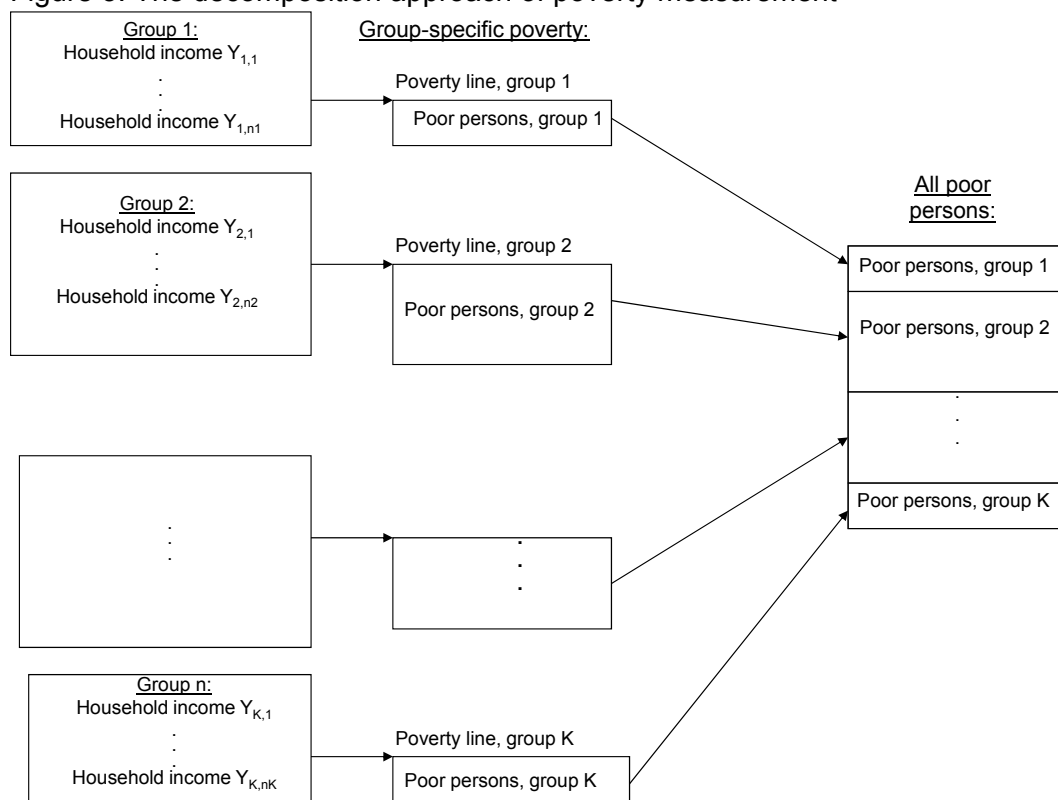 Figure The decomposition approach of poverty measurement
Group 1:
Household income Y1,1
.
.
.
Household income Y1,n1
Group-specific poverty:
Poverty line, group 1
Poor persons, group 1
Group 2:
Household income Y2,1
.
.
.
Household income Y2,n2
Poverty line, group 2
Poor persons, group 2
.
.
.
.
.
.
Group n:
Household income YK,1
.
.
.
Household income YK,nK
Poverty line, group K
Poor persons, group K
All poor
persons:
Poor persons, group 1
Poor persons, group 2
.
.
.
Poor persons, group K